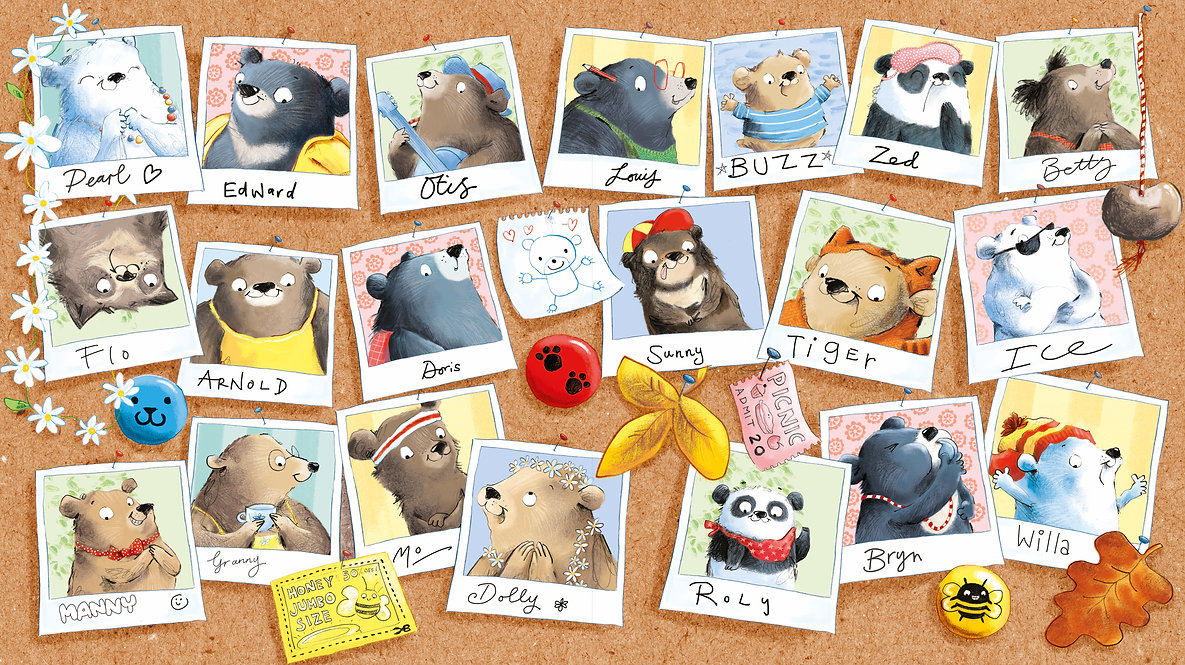 Pearl ♡
Edward
Otis
Louis
☆BUZZ☆
Zed
Betty
Flo
ARNOLD
Doris
Sunny
TIGER
ICE
PICNIC
ADMIT 20
MANNY
Granny
Mo
Dolly
RoLy
Bryn
Willa
HONEY
JUMBO
SIZE